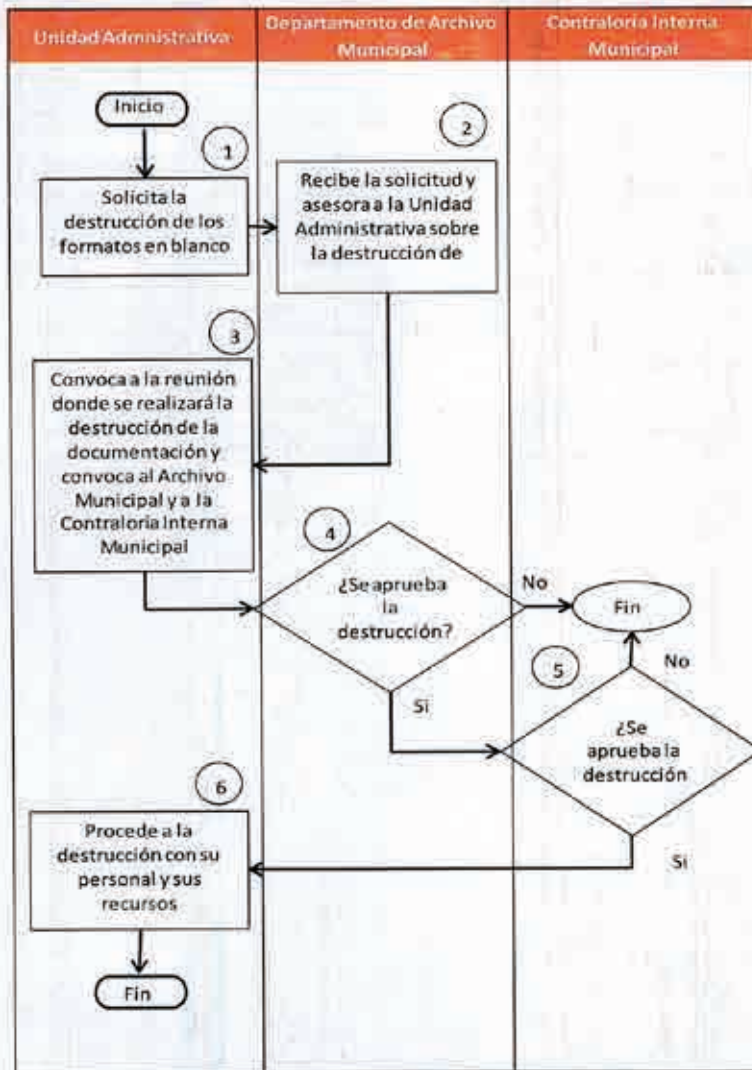 Unidad Admnistrativa
Departamento de Archivo
Municipal
Contraloria Interna
Municipal
Inicio
1
Solicita la
destrucción de los
formatos en blanco
2
Recibe la solicitud y
asesora a la Unidad
Administrativa sobre
la destrucción de
3
Convoca a la reunión
donde se realizará la
destrucción de la
documentación y
convoca al Archivo
Municipal y a la
Contraloria Interna
Municipal
4
¿Se aprueba
la
destrucción?
No
Fin
Si
5
No
¿Se
aprueba la
destrucción
Si
6
Procede a la
destrucción con su
personal y sus
recursos
Fin